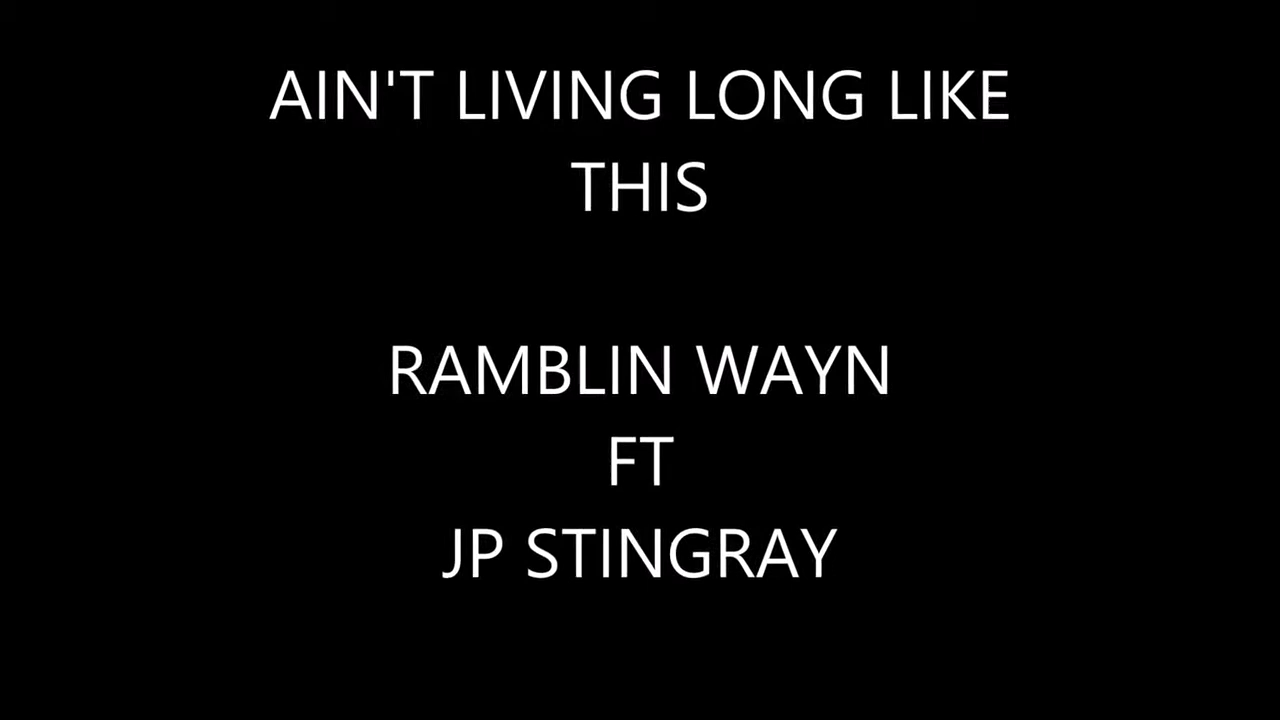 AIN'T LIVING LONG LIKE
THIS
RAMBLIN WAYN
FT
JP STINGRAY